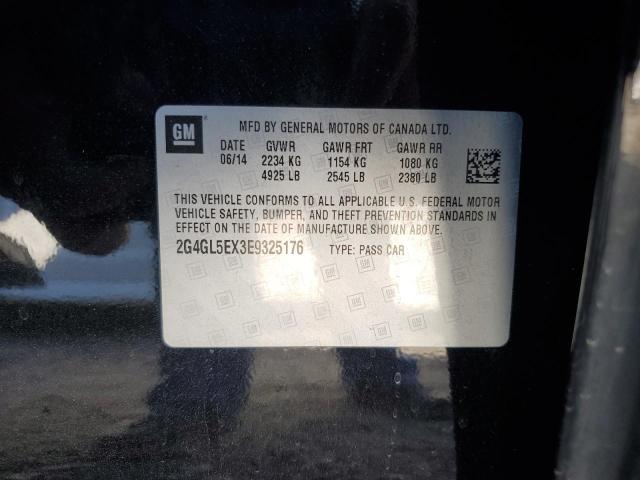 GM
MFD BY GENERAL MOTORS OF CANADA LTD.
DATE GVWR GAWR FRT GAWR RR
06/14 2234 KG 1154 KG 1080 KG
4925 LB 2545 LB 2380 LB
THIS VEHICLE CONFORMS TO ALL APPLICABLE U.S. FEDERAL MOTOR
VEHICLE SAFETY, BUMPER, AND THEFT PREVENTION STANDARDS IN
EFFECT ON THE DATE OF MANUFACTURE SHOWN ABOVE.
2G4GL5EX3E9325176 TYPE: PASS CAR